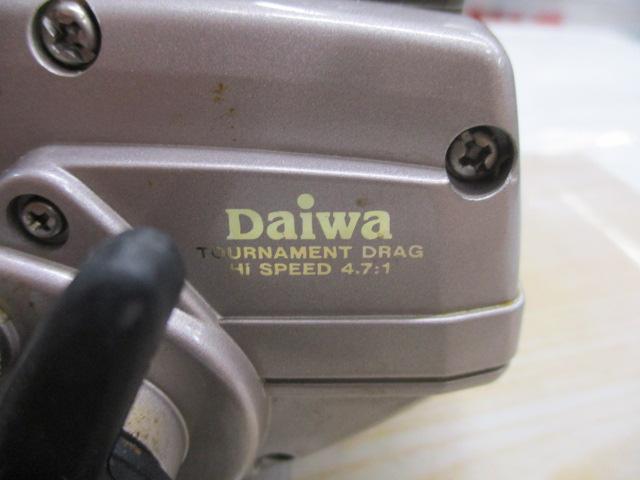 Daiwa
TOURNAMENT DRAG
Hi SPEED 4.7:1